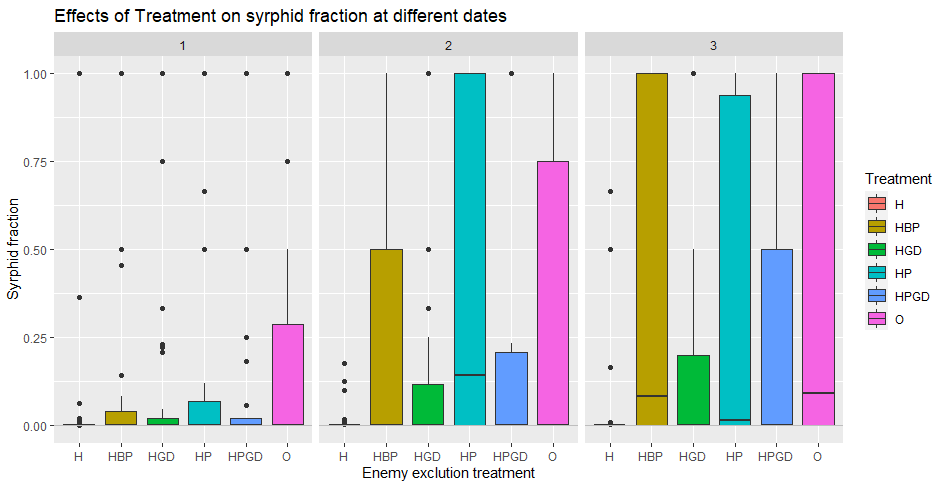 Effects of Treatment on syrphid fraction at different dates
1 2 3
1.00
0.75
0.50
0.25
0.00
Syrphid fraction
H HBP HGD HP HPGD O H HBP HGD HP HPGD O H HBP HGD HP HPGD O
Enemy exclution treatment
Treatment
H
HBP
HGD
HP
HPGD
O